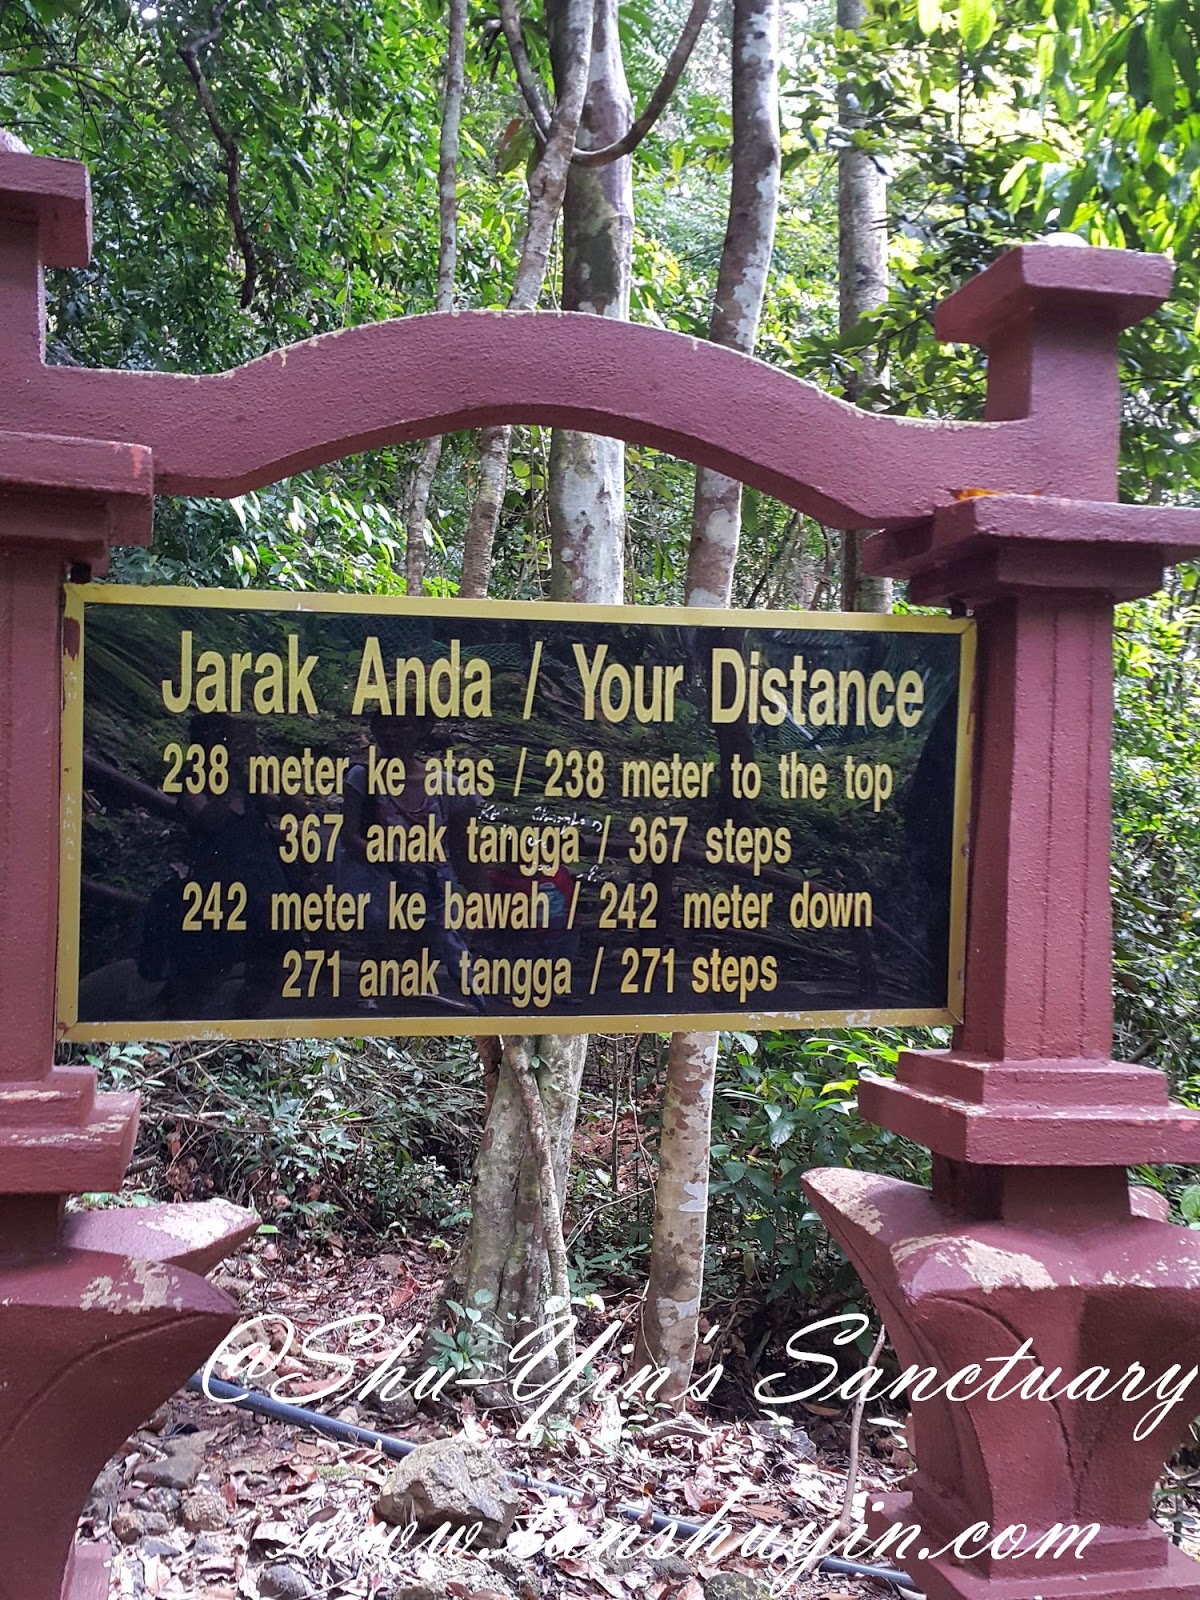 Jarak Anda / Your Distance
238 meter ke atas / 238 meter to the top
367 anak tangga / 367 steps
242 meter ke bawah / 242 meter down
271 anak tangga / 271 steps
@Shu-Yin's Sanctuary
www.tanshuyin.com